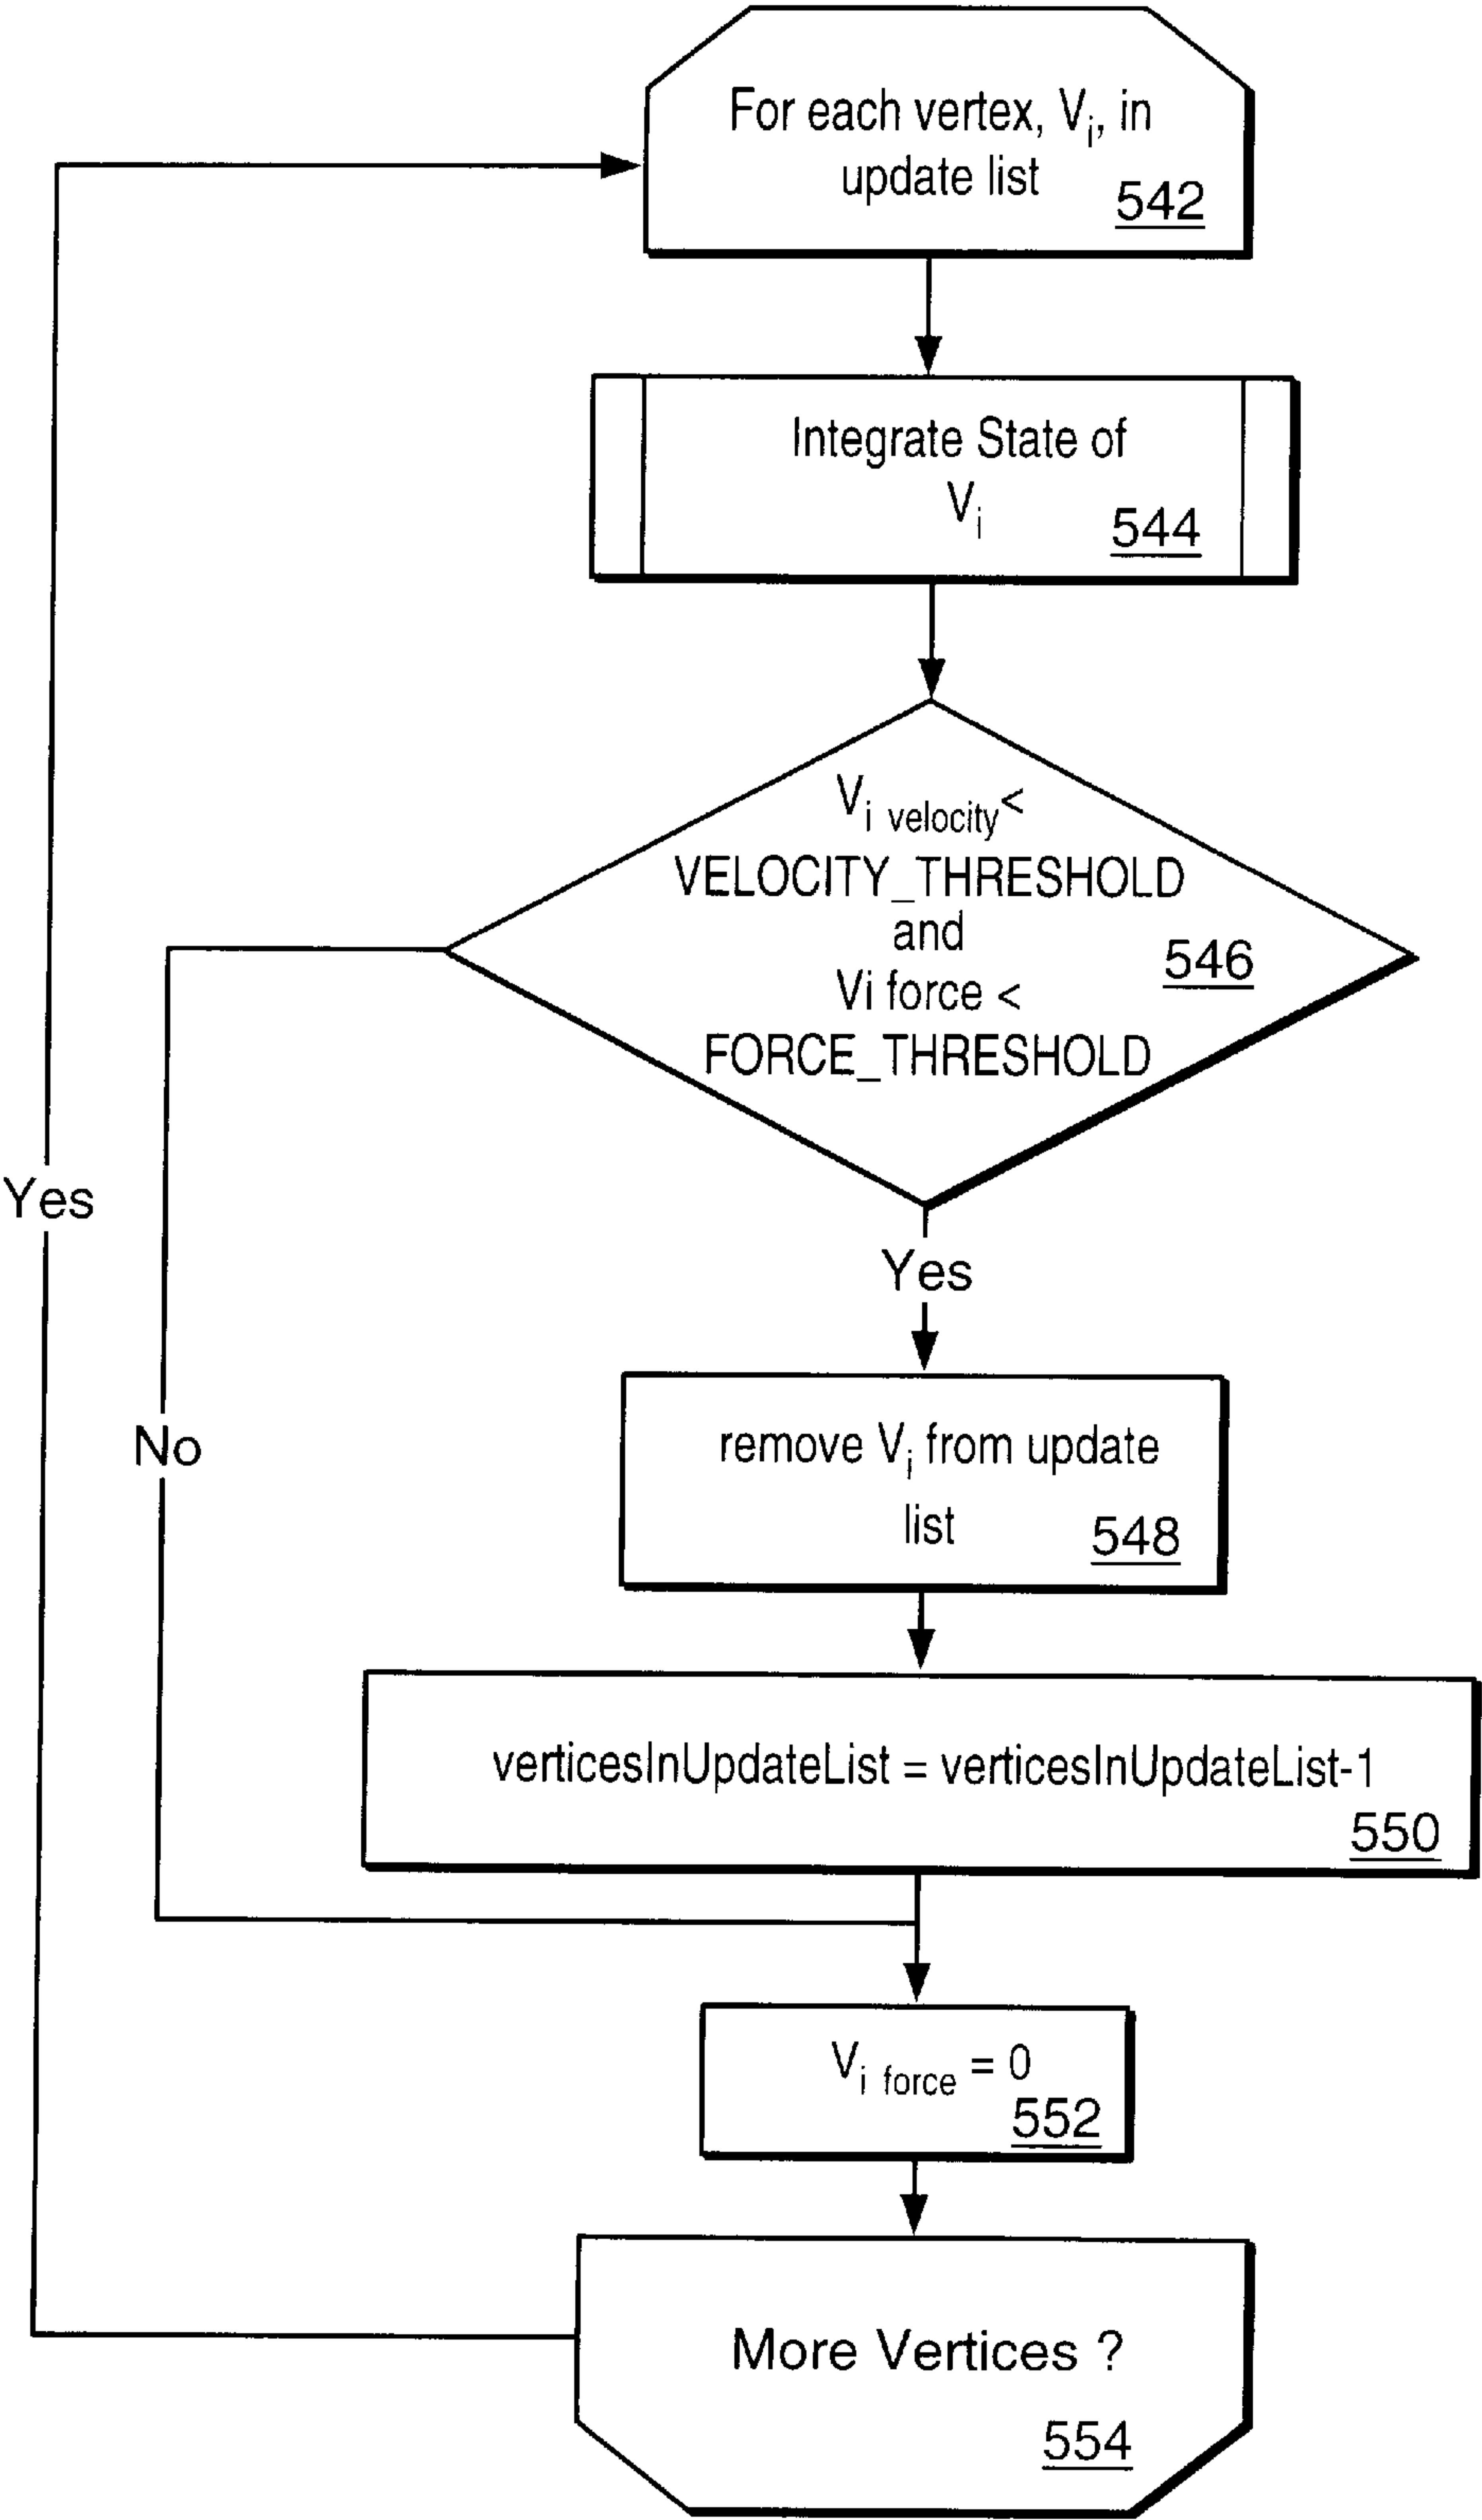 For each vertex, Vi, in
update list
542
Integrate State of
Vi
544
Vi velocity<
VELOCITY_THRESHOLD
and
Vi force <
FORCE_THRESHOLD
546
Yes
Yes
remove Vi from update
list
548
No
verticesInUpdateList = verticesInUpdateList-1
550
Vi force = 0
552
More Vertices ?
554